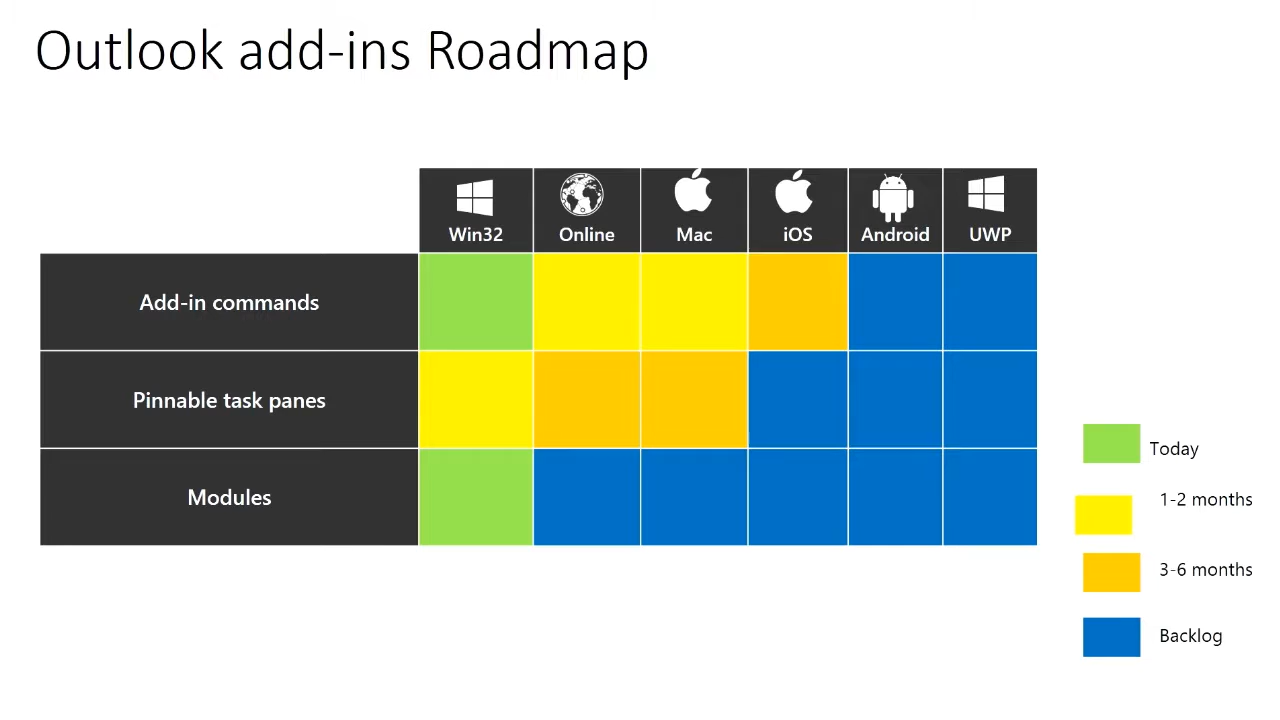 Outlook add-ins Roadmap
Win32 Online Mac iOS Android UWP
Add-in commands
Pinnable task panes
Modules
Today
1-2 months
3-6 months
Backlog